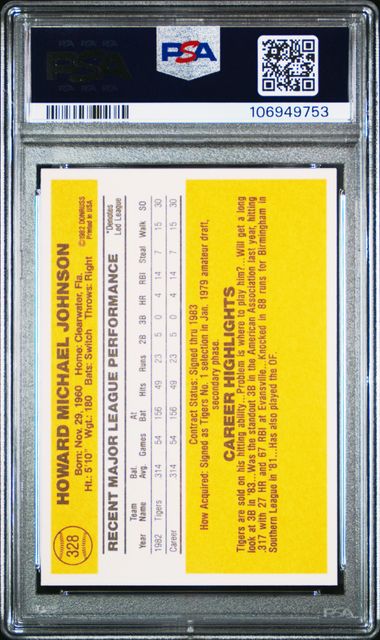 PSA
PSA
PSA
PSA
PSA
106949753
328
HOWARD MICHAEL JOHNSON
Born: Nov. 29, 1960 Home: Clearwater, Fla.
Ht.: 5'10" Wgt.: 180 Bats: Switch Throws: Right
©1982 DONRUSS
Printed in USA
RECENT MAJOR LEAGUE PERFORMANCE
*Denotes
Led League
Year Team Name Bat. Avg. Games At Bat Hits Runs 2B 3B HR RBI Steal Walk SO
1982 Tigers .314 54 156 49 23 5 0 4 14 7 15 30
Career .314 54 156 49 23 5 0 4 14 7 15 30
Contract Status: Signed thru 1983
How Acquired: Signed as Tigers No. 1 selection in Jan. 1979 amateur draft,
secondary phase.
CAREER HIGHLIGHTS
Tigers are sold on his hitting ability...Problem is where to play him?...Will get a long
look at 3B in '83...Was the standout 3B in the American Association last year, hitting
.317 with 27 HR and 67 RBI at Evansville...Knocked in 88 runs for Birmingham in
Southern League in '81...Has also played the OF.
PSA